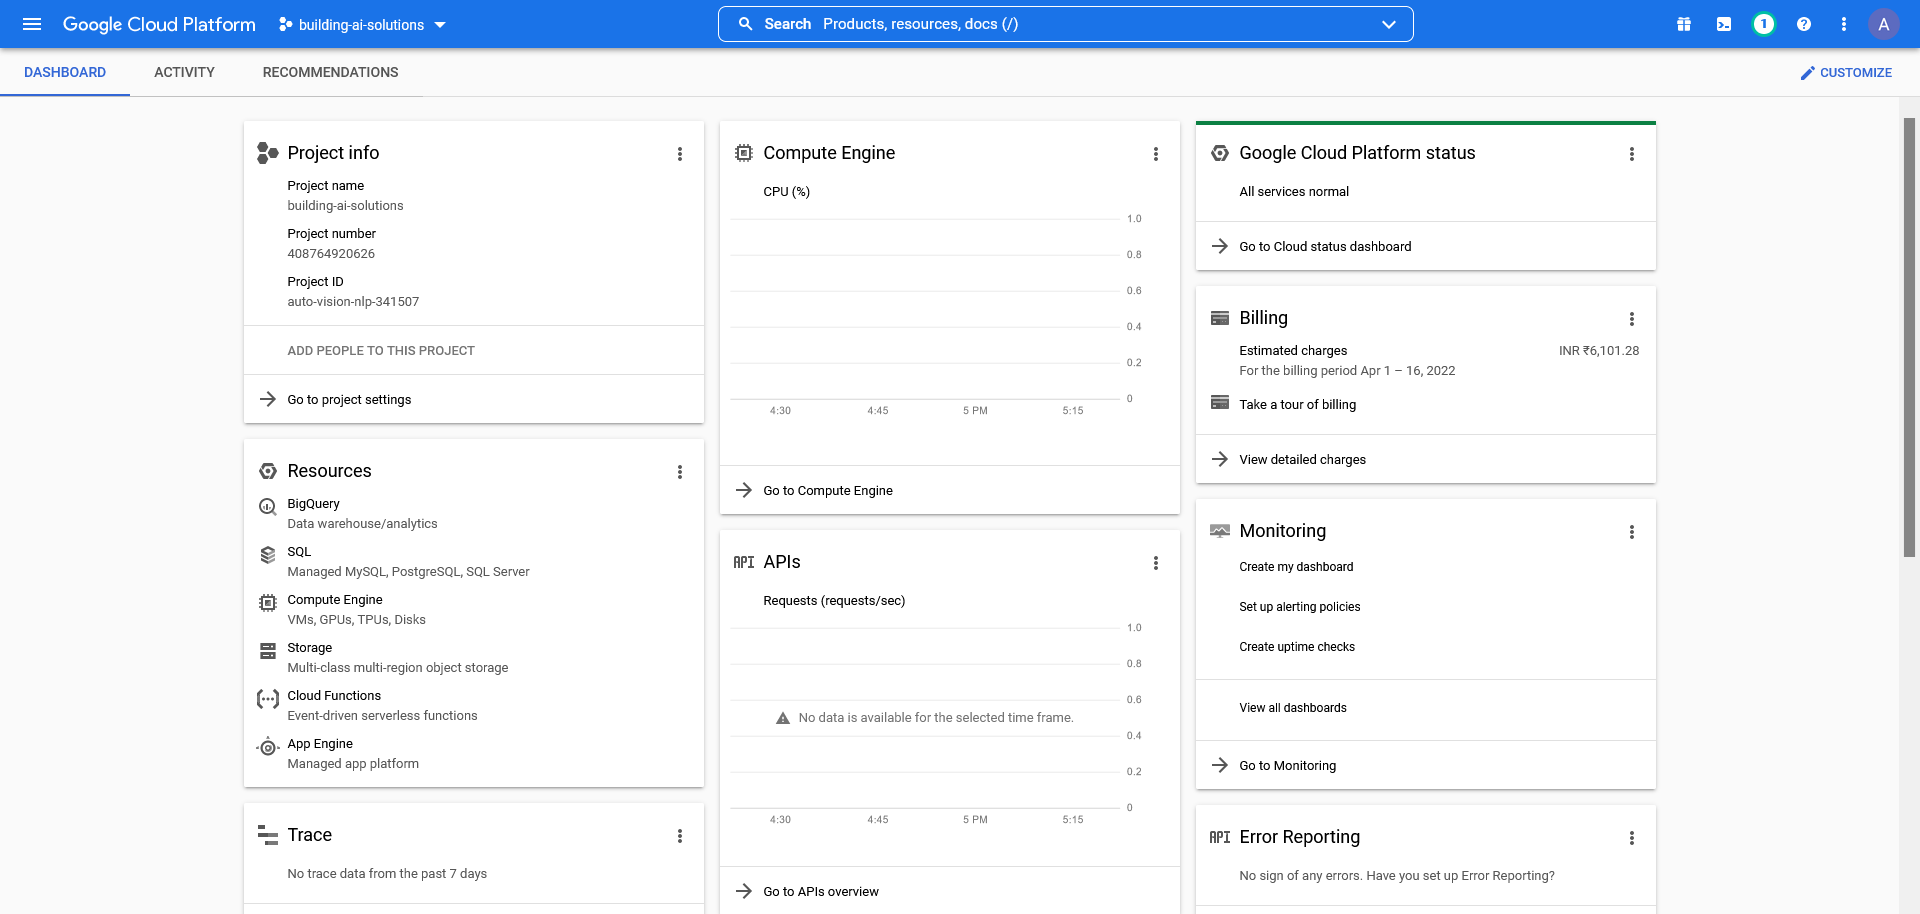 Google Cloud Platform
building-ai-solutions
Search Products, resources, docs (/)
1
A
DASHBOARD
ACTIVITY
RECOMMENDATIONS
CUSTOMIZE
Project info
Project name
building-ai-solutions
Project number
408764920626
Project ID
auto-vision-nlp-341507
ADD PEOPLE TO THIS PROJECT
Go to project settings
Resources
BigQuery
Data warehouse/analytics
SQL
Managed MySQL, PostgreSQL, SQL Server
Compute Engine
VMs, GPUs, TPUs, Disks
Storage
Multi-class multi-region object storage
Cloud Functions
Event-driven serverless functions
App Engine
Managed app platform
Trace
No trace data from the past 7 days
Compute Engine
CPU (%)
1.0
0.8
0.6
0.4
0.2
0
4:30 4:45 5 PM 5:15
Go to Compute Engine
API APIs
Requests (requests/sec)
1.0
0.8
0.6
No data is available for the selected time frame.
0.4
0.2
0
4:30 4:45 5 PM 5:15
Go to APIs overview
Google Cloud Platform status
All services normal
Go to Cloud status dashboard
Billing
Estimated charges INR ₹6,101.28
For the billing period Apr 1 – 16, 2022
Take a tour of billing
View detailed charges
Monitoring
Create my dashboard
Set up alerting policies
Create uptime checks
View all dashboards
Go to Monitoring
API Error Reporting
No sign of any errors. Have you set up Error Reporting?